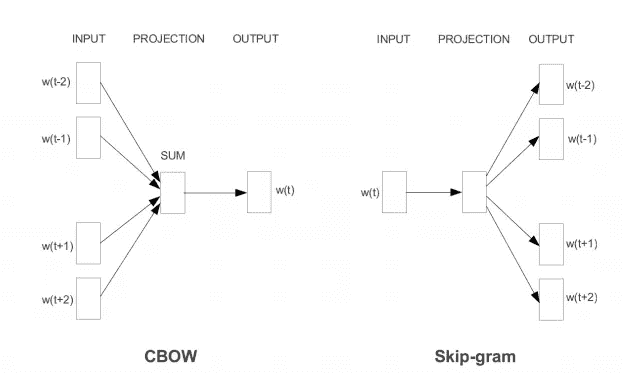 INPUT PROJECTION OUTPUT
w(t-2)
w(t-1)
SUM
w(t)
w(t+1)
w(t+2)
CBOW
INPUT PROJECTION OUTPUT
w(t-2)
w(t-1)
w(t)
w(t+1)
w(t+2)
Skip-gram